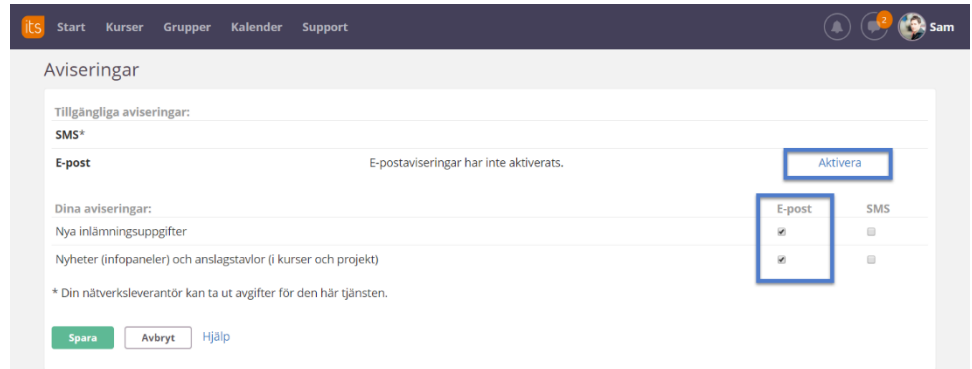 its Start Kurser Grupper Kalender Support 2 Sam
Aviseringar
Tillgängliga aviseringar:
SMS*
E-post E-postaviseringar har inte aktiverats. Aktivera
Dina aviseringar: E-post SMS
Nya inlämningsuppgifter
Nyheter (infopaneler) och anslagstavlor (i kurser och projekt)
* Din nätverksleverantör kan ta ut avgifter för den här tjänsten.
Spara Avbryt Hjälp